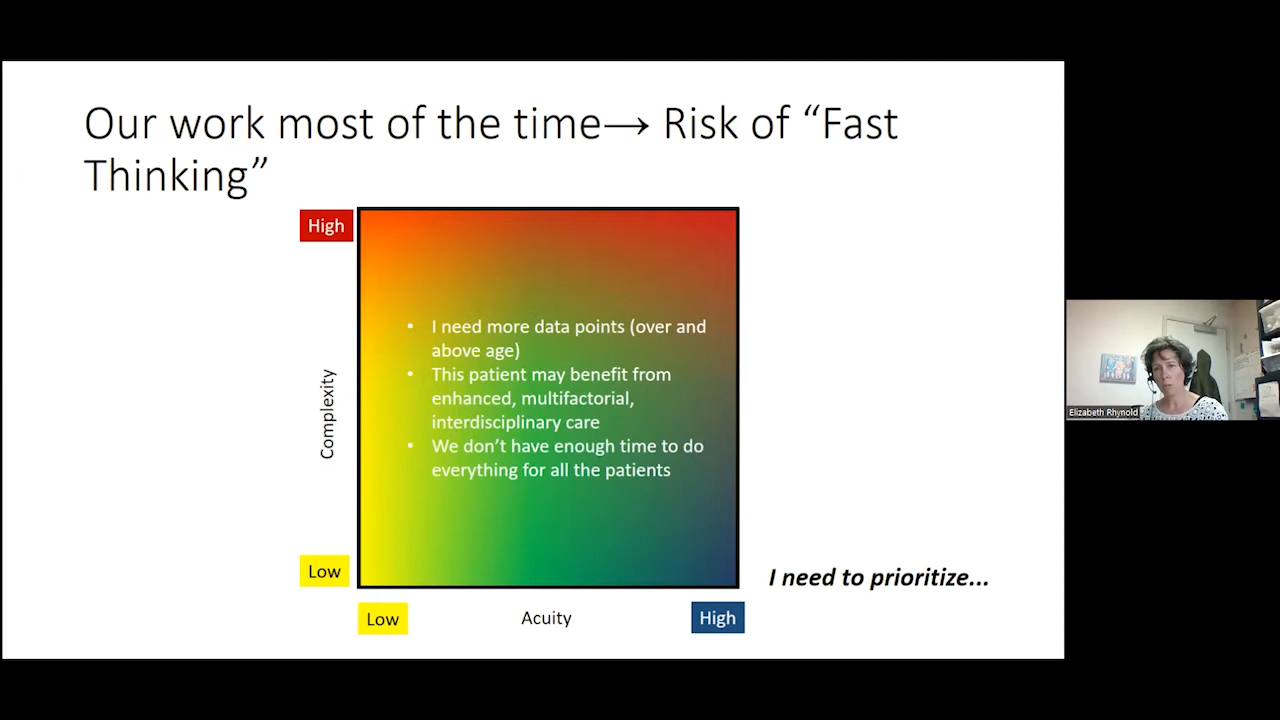 Our work most of the time→ Risk of “Fast
Thinking”
High
• I need more data points (over and
above age)
• This patient may benefit from
enhanced, multifactorial,
interdisciplinary care
• We don’t have enough time to do
everything for all the patients
Complexity
Low
Low
Acuity
High
I need to prioritize...
Elizabeth Rhynold